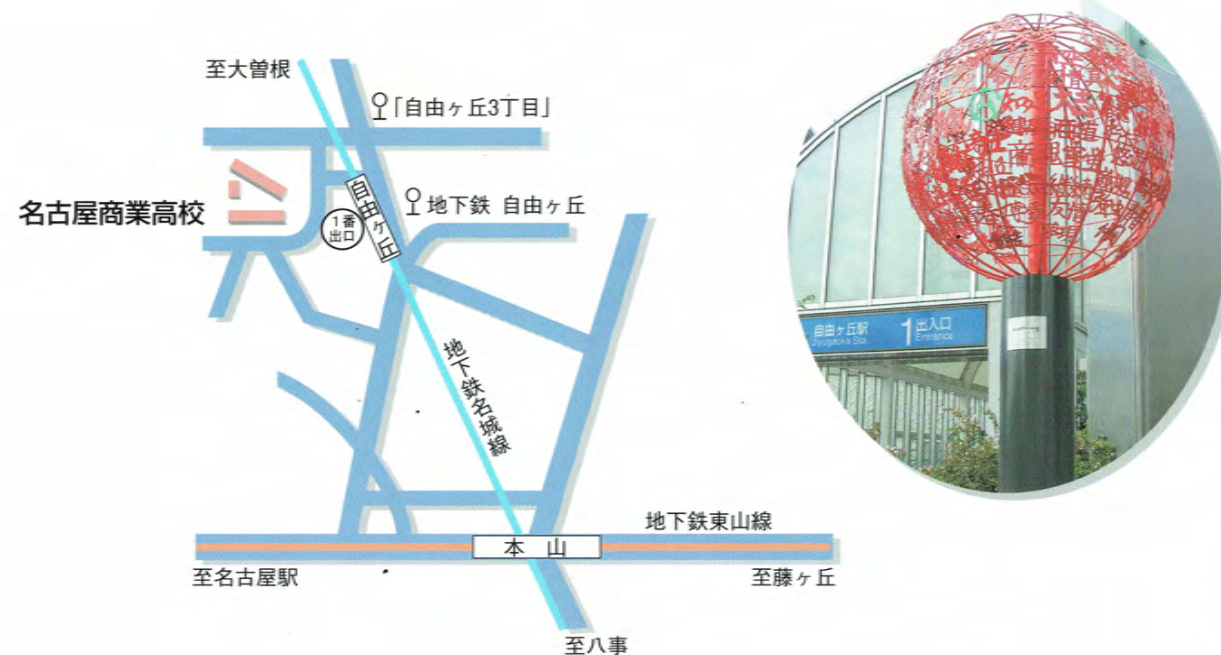 至大曽根
「自由ヶ丘3丁目」
名古屋商業高校
1番
出口
自由ヶ丘
地下鉄 自由ヶ丘
地下鉄名城線
地下鉄東山線
本山
至名古屋駅
至藤ヶ丘
至八事
自由ヶ丘駅
Jiyugaoka Sta.
1 出入口
Entrance